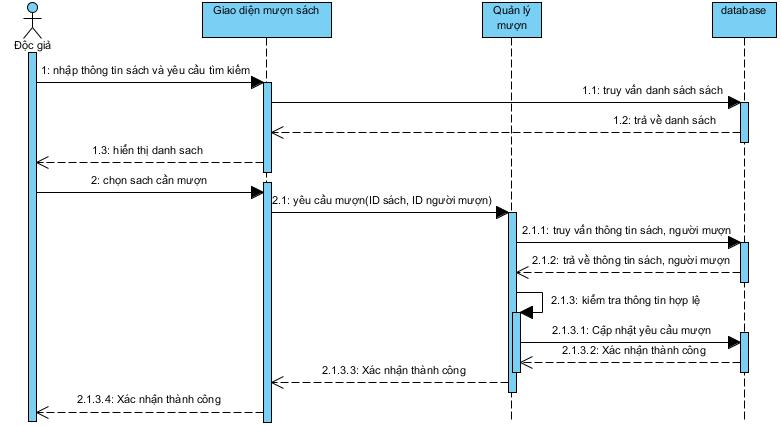 Giao diện mượn sách
Quản lý
mượn
database
Độc giả
1: nhập thông tin sách và yêu cầu tìm kiếm
1.1: truy vấn danh sách sách
1.2: trả về danh sách
1.3: hiển thị danh sach
2: chọn sach cần mượn
2.1: yêu cầu mượn(ID sách, ID người mượn)
2.1.1: truy vấn thông tin sách, người mượn
2.1.2: trả về thông tin sách, người mượn
2.1.3: kiểm tra thông tin hợp lệ
2.1.3.1: Cập nhật yêu cầu mượn
2.1.3.2: Xác nhận thành công
2.1.3.3: Xác nhận thành công
2.1.3.4: Xác nhận thành công